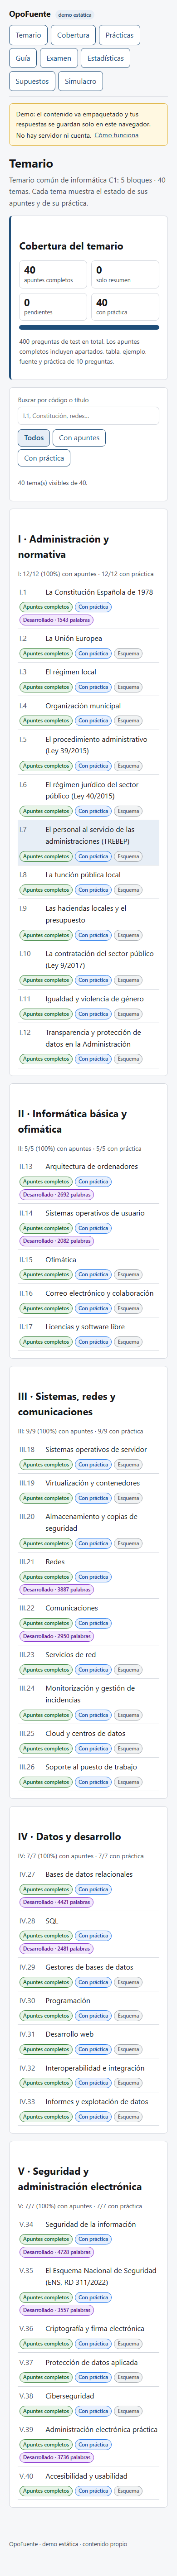 OpoFuente demo estática
Temario Cobertura Prácticas
Guía Examen Estadísticas
Supuestos Simulacro
Demo: el contenido va empaquetado y tus
respuestas se guardan solo en este navegador.
No hay servidor ni cuenta. Cómo funciona
Temario
Temario común de informática C1: 5 bloques · 40
temas. Cada tema muestra el estado de sus
apuntes y de su práctica.
Cobertura del temario
40
apuntes completos
0
solo resumen
0
pendientes
40
con práctica
400 preguntas de test en total. Los apuntes
completos incluyen apartados, tabla, ejemplo,
fuente y práctica de 10 preguntas.
Buscar por código o título
I.1, Constitución, redes...
Todos Con apuntes
Con práctica
40 tema(s) visibles de 40.
I · Administración y
normativa
I: 12/12 (100%) con apuntes · 12/12 con práctica
I.1 La Constitución Española de 1978
Apuntes completos Con práctica
Desarrollado · 1543 palabras
I.2 La Unión Europea
Apuntes completos Con práctica Esquema
I.3 El régimen local
Apuntes completos Con práctica Esquema
I.4 Organización municipal
Apuntes completos Con práctica Esquema
I.5 El procedimiento administrativo
(Ley 39/2015)
Apuntes completos Con práctica Esquema
I.6 El régimen jurídico del sector
público (Ley 40/2015)
Apuntes completos Con práctica Esquema
I.7 El personal al servicio de las
administraciones (TREBEP)
Apuntes completos Con práctica Esquema
I.8 La función pública local
Apuntes completos Con práctica Esquema
I.9 Las haciendas locales y el
presupuesto
Apuntes completos Con práctica Esquema
I.10 La contratación del sector público
(Ley 9/2017)
Apuntes completos Con práctica Esquema
I.11 Igualdad y violencia de género
Apuntes completos Con práctica Esquema
I.12 Transparencia y protección de
datos en la Administración
Apuntes completos Con práctica Esquema
II · Informática básica y
ofimática
II: 5/5 (100%) con apuntes · 5/5 con práctica
II.13 Arquitectura de ordenadores
Apuntes completos Con práctica
Desarrollado · 2692 palabras
II.14 Sistemas operativos de usuario
Apuntes completos Con práctica
Desarrollado · 2082 palabras
II.15 Ofimática
Apuntes completos Con práctica Esquema
II.16 Correo electrónico y colaboración
Apuntes completos Con práctica Esquema
II.17 Licencias y software libre
Apuntes completos Con práctica Esquema
III · Sistemas, redes y
comunicaciones
III: 9/9 (100%) con apuntes · 9/9 con práctica
III.18 Sistemas operativos de servidor
Apuntes completos Con práctica Esquema
III.19 Virtualización y contenedores
Apuntes completos Con práctica Esquema
III.20 Almacenamiento y copias de
seguridad
Apuntes completos Con práctica Esquema
III.21 Redes
Apuntes completos Con práctica
Desarrollado · 3887 palabras
III.22 Comunicaciones
Apuntes completos Con práctica
Desarrollado · 2950 palabras
III.23 Servicios de red
Apuntes completos Con práctica Esquema
III.24 Monitorización y gestión de
incidencias
Apuntes completos Con práctica Esquema
III.25 Cloud y centros de datos
Apuntes completos Con práctica Esquema
III.26 Soporte al puesto de trabajo
Apuntes completos Con práctica Esquema
IV · Datos y desarrollo
IV: 7/7 (100%) con apuntes · 7/7 con práctica
IV.27 Bases de datos relacionales
Apuntes completos Con práctica
Desarrollado · 4421 palabras
IV.28 SQL
Apuntes completos Con práctica
Desarrollado · 2481 palabras
IV.29 Gestores de bases de datos
Apuntes completos Con práctica Esquema
IV.30 Programación
Apuntes completos Con práctica Esquema
IV.31 Desarrollo web
Apuntes completos Con práctica Esquema
IV.32 Interoperabilidad e integración
Apuntes completos Con práctica Esquema
IV.33 Informes y explotación de datos
Apuntes completos Con práctica Esquema
V · Seguridad y
administración electrónica
V: 7/7 (100%) con apuntes · 7/7 con práctica
V.34 Seguridad de la información
Apuntes completos Con práctica
Desarrollado · 4728 palabras
V.35 El Esquema Nacional de Seguridad
(ENS, RD 311/2022)
Apuntes completos Con práctica
Desarrollado · 3557 palabras
V.36 Criptografía y firma electrónica
Apuntes completos Con práctica Esquema
V.37 Protección de datos aplicada
Apuntes completos Con práctica Esquema
V.38 Ciberseguridad
Apuntes completos Con práctica Esquema
V.39 Administración electrónica práctica
Apuntes completos Con práctica
Desarrollado · 3736 palabras
V.40 Accesibilidad y usabilidad
Apuntes completos Con práctica Esquema
OpoFuente · demo estática · contenido propio